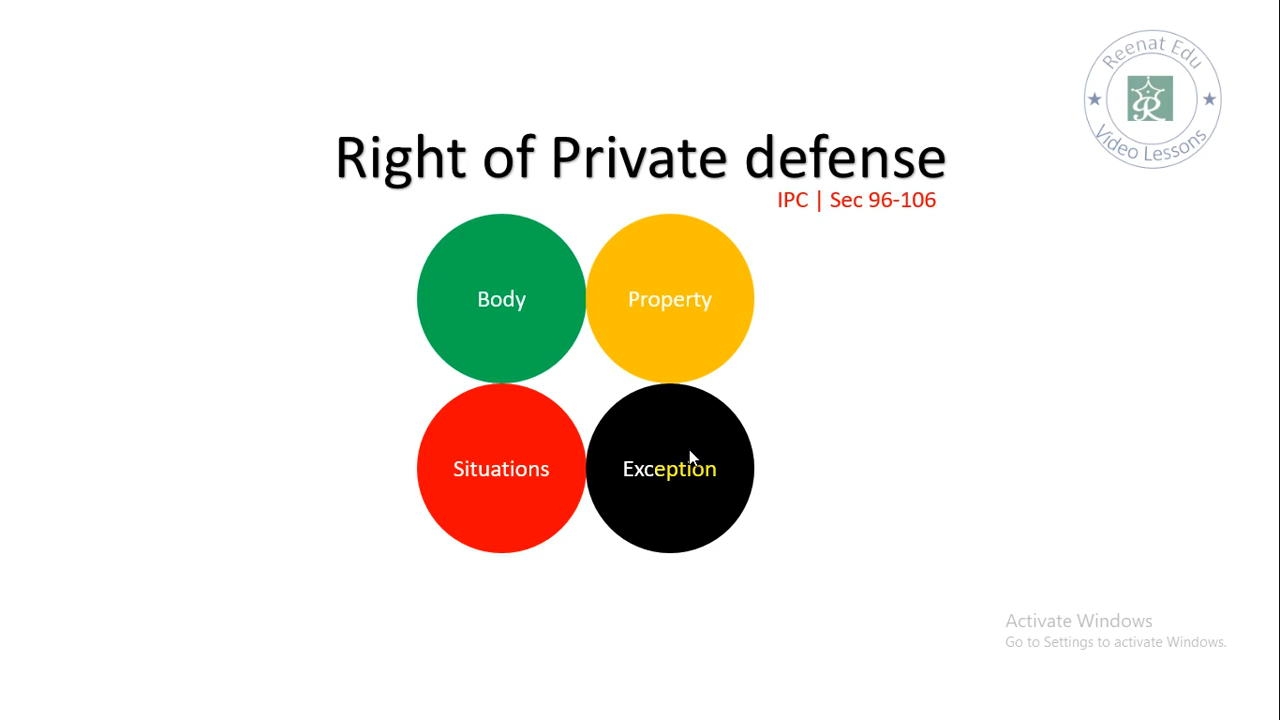 Reenat Edu
Video Lessons
Right of Private defense
IPC | Sec 96-106
Body
Property
Situations
Exception
Activate Windows
Go to Settings to activate Windows.